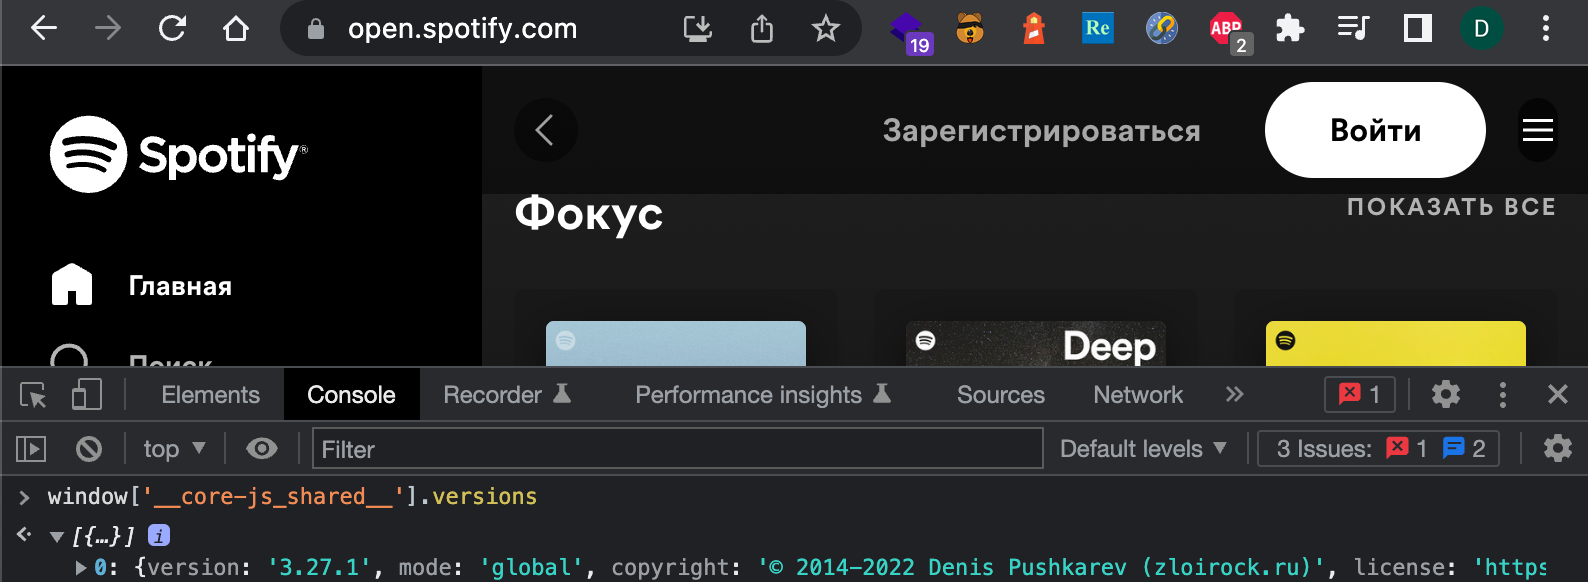 open.spotify.com
19
Re
ABP
2
D
Spotify®
Зарегистрироваться
Войти
Фокус
ПОКАЗАТЬ ВСЕ
Главная
Поиск
Deep
Elements Console Recorder Performance insights Sources Network » 1
top Filter Default levels 3 Issues: 1 2
> window['__core-js_shared__'].versions
[{…}] i
0: {version: '3.27.1', mode: 'global', copyright: '© 2014–2022 Denis Pushkarev (zloirock.ru)', license: 'https